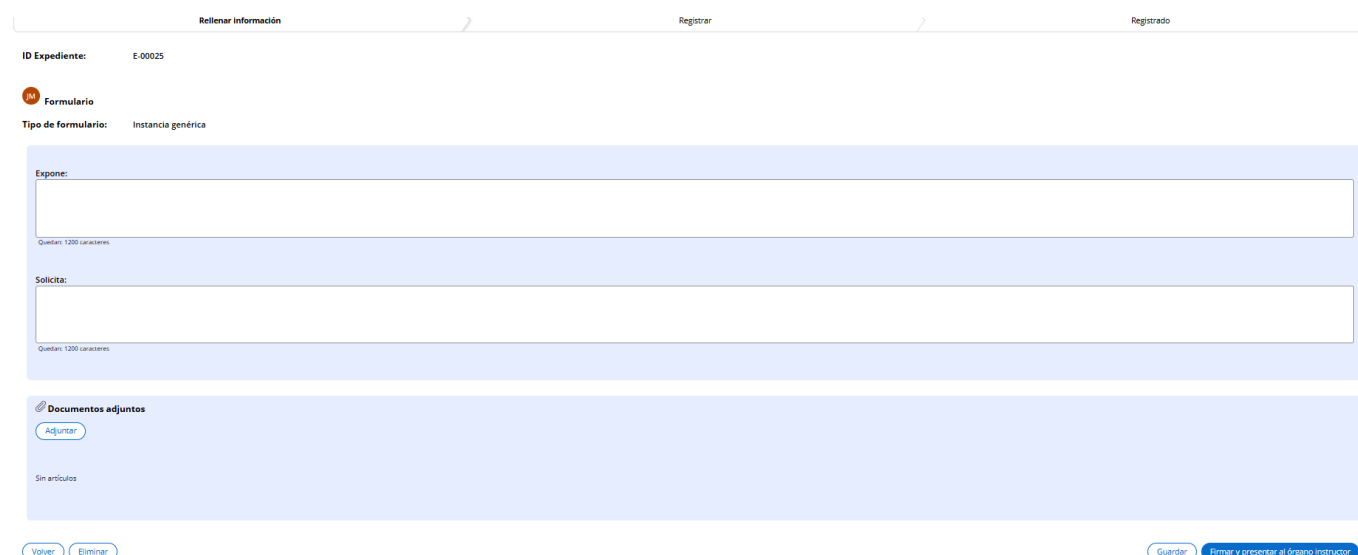 Rellenar información Registrar Registrado
ID Expediente: E-00025
JM Formulario
Tipo de formulario: Instancia genérica
Expone:
Quedan: 1200 caracteres
Solicita:
Quedan: 1200 caracteres
Documentos adjuntos
Adjuntar
Sin artículos
Volver Eliminar Guardar Firmar y presentar al órgano instructor